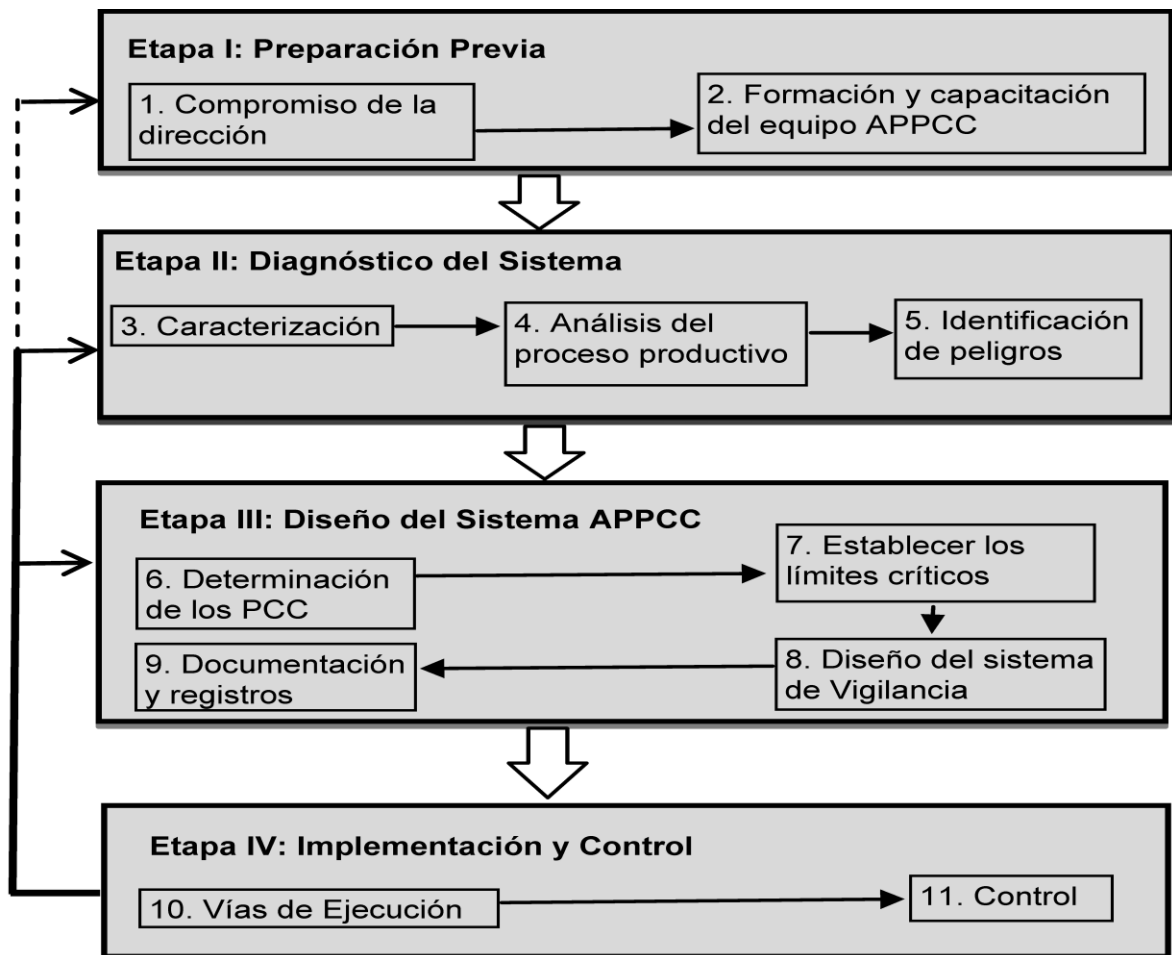 Etapa I: Preparación Previa
1. Compromiso de la
dirección
2. Formación y capacitación
del equipo APPCC
Etapa II: Diagnóstico del Sistema
3. Caracterización
4. Análisis del
proceso productivo
5. Identificación
de peligros
Etapa III: Diseño del Sistema APPCC
6. Determinación
de los PCC
7. Establecer los
límites críticos
8. Diseño del sistema
de Vigilancia
9. Documentación
y registros
Etapa IV: Implementación y Control
10. Vías de Ejecución
11. Control